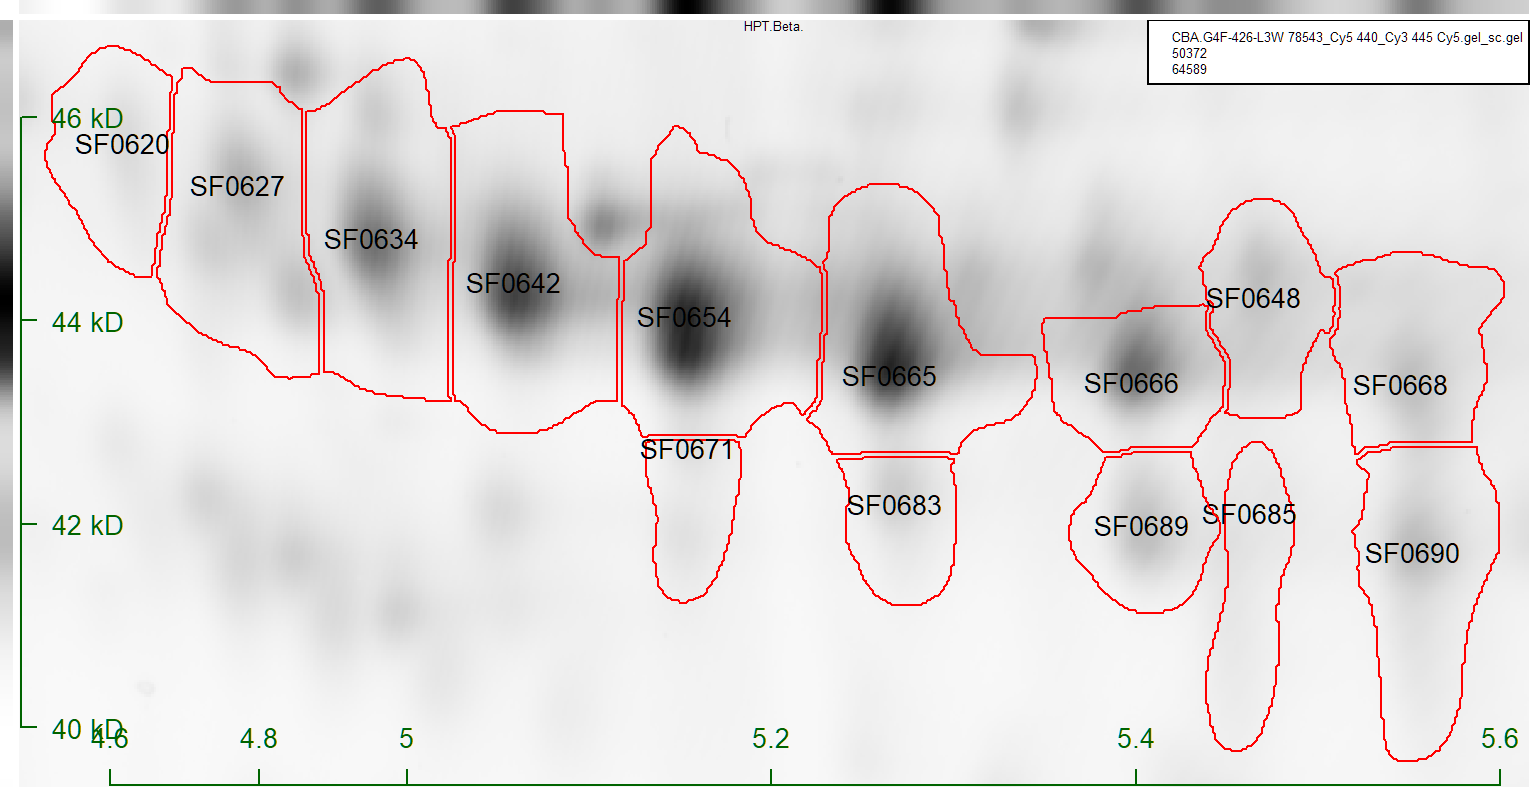 HPT.Beta.
CBA.G4F-426-L3W 78543_Cy5 440_Cy3 445 Cy5.gel_sc.gel
50372
64589
46 kD
SF0620
SF0627
SF0634
SF0642
SF0648
44 kD
SF0654
SF0665
SF0666
SF0668
SF0671
SF0683
SF0685
42 kD
SF0689
SF0690
40 kD
4.6
4.8
5
5.2
5.4
5.6